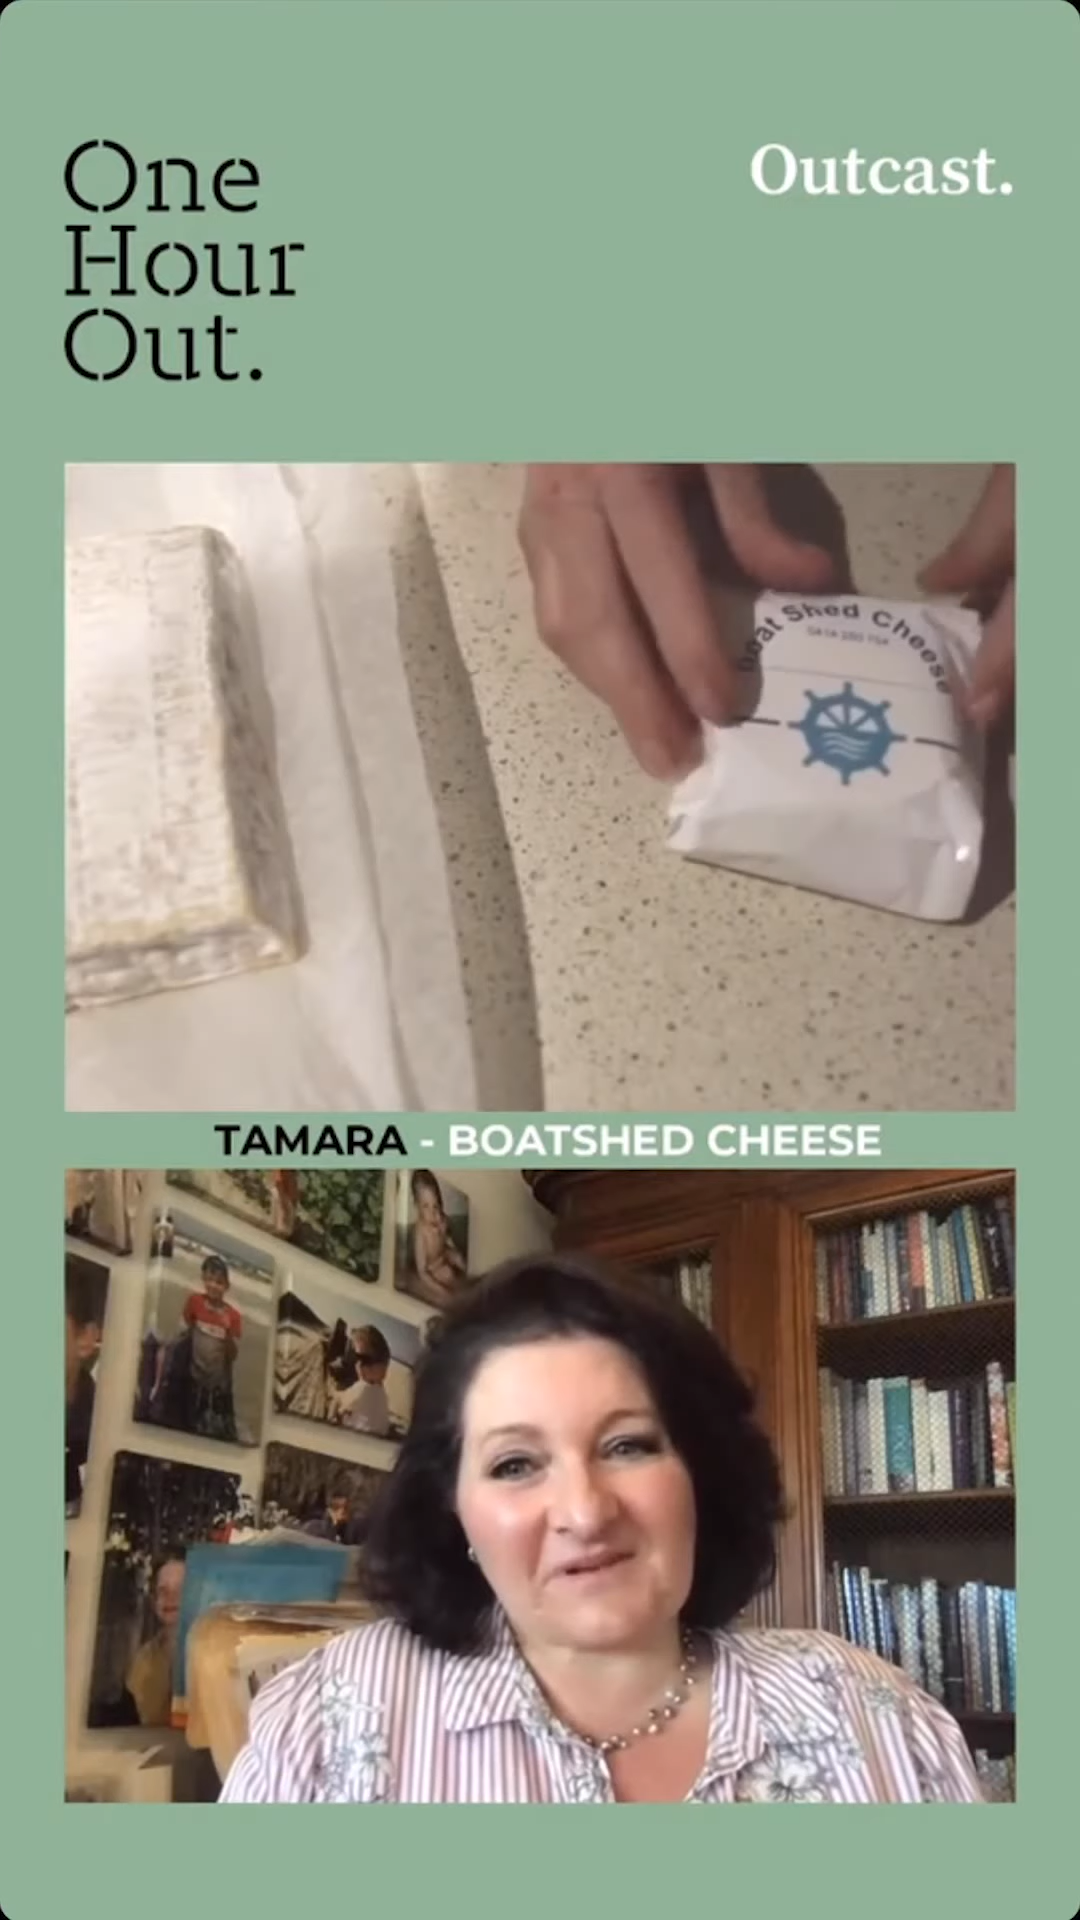 One
Hour
Out.
Outcast.
Boat Shed Cheese
TAMARA - BOATSHED CHEESE